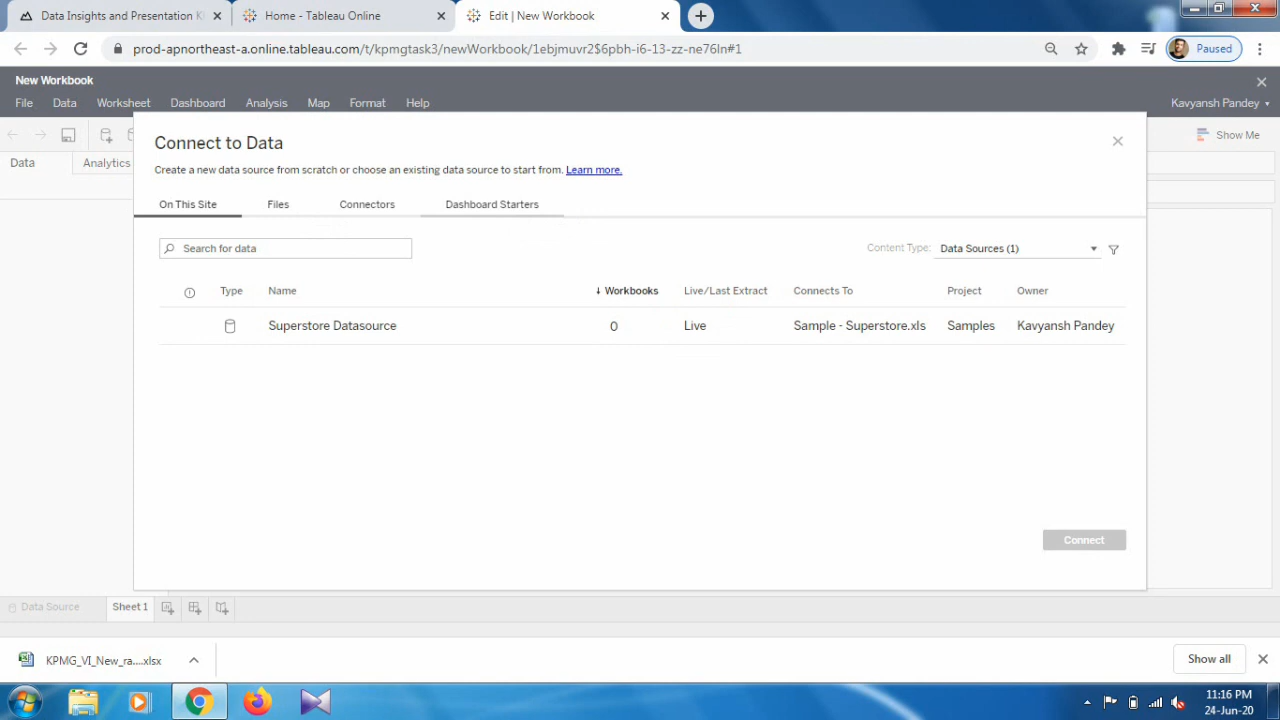 Data Insights and Presentation K
Home - Tableau Online
Edit | New Workbook
prod-apnortheast-a.online.tableau.com/t/kpmgtask3/newWorkbook/1ebjmuvr2$6pbh-i6-13-zz-ne76ln#1
Paused
New Workbook
File Data Worksheet Dashboard Analysis Map Format Help
Kavyansh Pandey
Show Me
Data Analytics
Connect to Data
Create a new data source from scratch or choose an existing data source to start from. Learn more.
On This Site Files Connectors Dashboard Starters
Search for data
Content Type: Data Sources (1)
Type Name ↓ Workbooks Live/Last Extract Connects To Project Owner
Superstore Datasource 0 Live Sample - Superstore.xls Samples Kavyansh Pandey
Connect
Data Source Sheet 1
KPMG_VI_New_ra....xlsx
Show all
11:16 PM
24-Jun-20